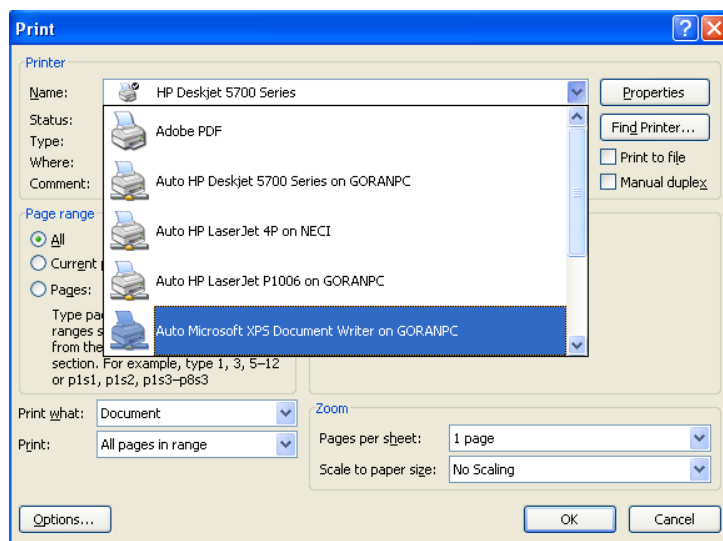 Print
Printer
Name:
HP Deskjet 5700 Series
Properties
Status:
Adobe PDF
Find Printer...
Type:
Where:
Print to file
Comment:
Auto HP Deskjet 5700 Series on GORANPC
Manual duplex
Page range
All
Auto HP LaserJet 4P on NECI
Current
Pages:
Auto HP LaserJet P1006 on GORANPC
Type
ranges
Auto Microsoft XPS Document Writer on GORANPC
from the
section. For example, type 1, 3, 5–12
or p1s1, p1s2, p1s3–p8s3
Print what:
Document
Zoom
Print:
All pages in range
Pages per sheet:
1 page
Scale to paper size:
No Scaling
Options...
OK
Cancel